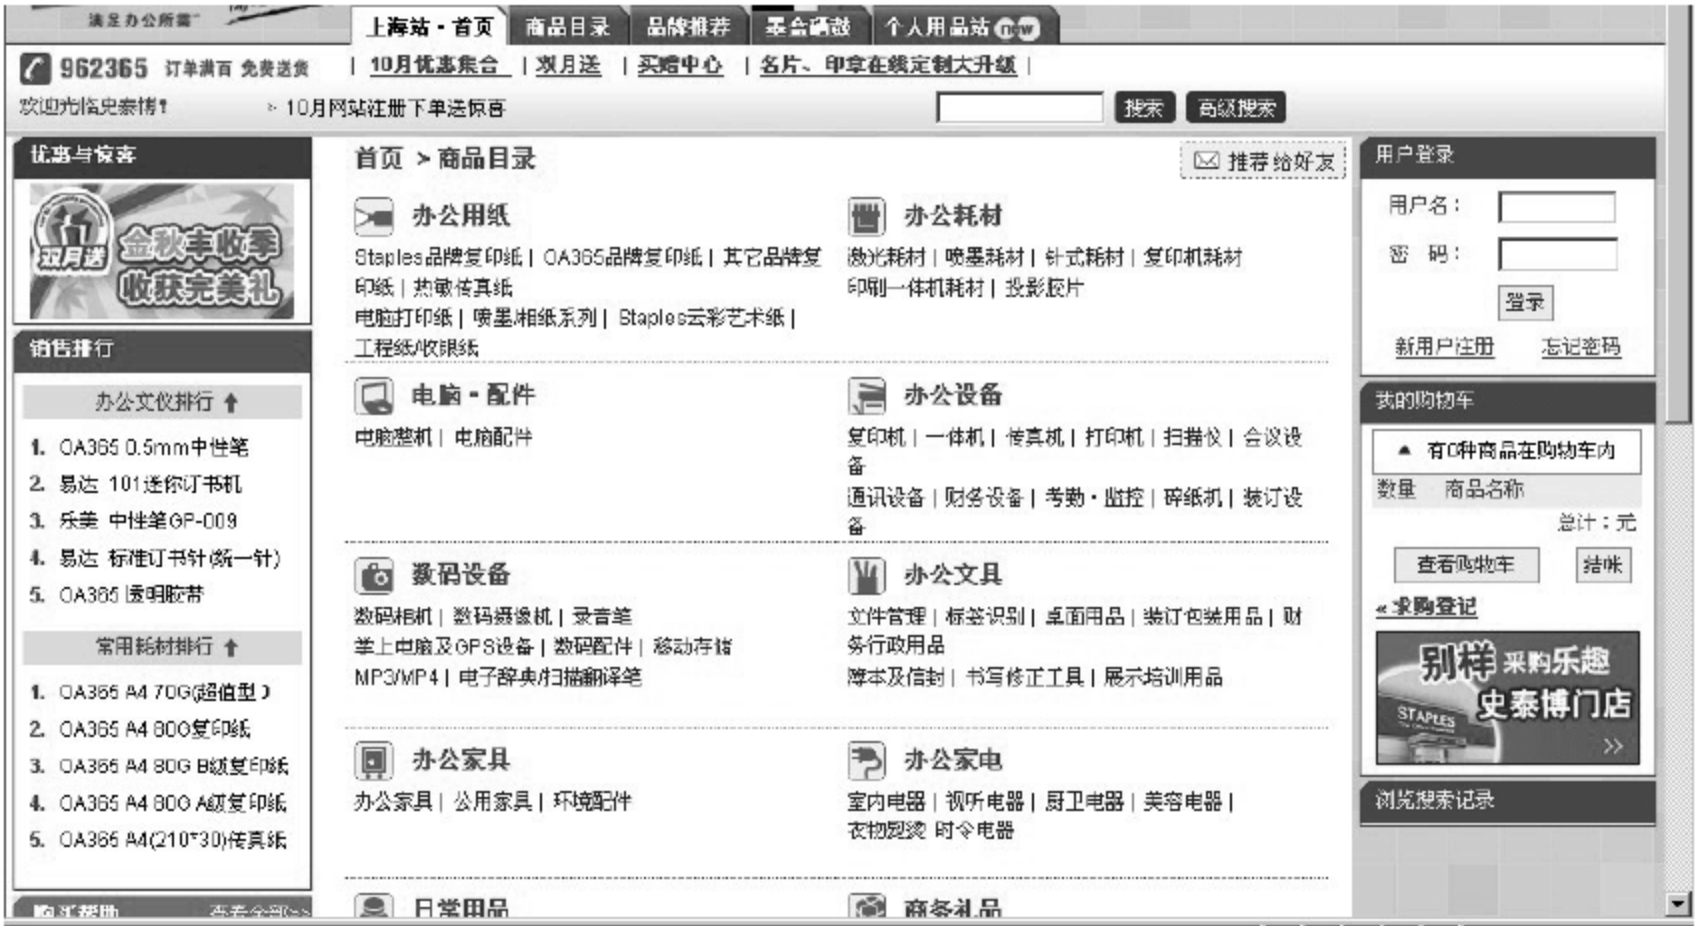 满足办公所需
上海站·首页 商品目录 品牌推荐 墨盒硒鼓 个人用品站 new
962365 订单满百 免费送货 | 10月优惠集合 | 双月送 | 买赠中心 | 名片、印章在线定制大升级 |
欢迎光临史泰博! 10月网站注册下单送惊喜 搜索 高级搜索
优惠与惊喜
双月送
金秋丰收季
收获完美礼
销售排行
办公文仪排行
1. OA365 0.5mm中性笔
2. 易达 101迷你订书机
3. 乐美 中性笔GP-009
4. 易达 标准订书针(统一针)
5. OA365 透明胶带
常用耗材排行
1. OA365 A4 70G(超值型)
2. OA365 A4 80G复印纸
3. OA365 A4 80G B级复印纸
4. OA365 A4 80G A级复印纸
5. OA365 A4(210*30)传真纸
购买帮助 查看全部>>
首页 >商品目录
推荐给好友
办公用纸
Staples品牌复印纸| OA365品牌复印纸| 其它品牌复
印纸| 热敏传真纸
电脑打印纸| 喷墨/相纸系列| Staples云彩艺术纸|
工程纸/收银纸
办公耗材
激光耗材| 喷墨耗材| 针式耗材| 复印机耗材
印刷一体机耗材| 投影胶片
电脑·配件
电脑整机| 电脑配件
办公设备
复印机| 一体机| 传真机| 打印机| 扫描仪| 会议设
备
通讯设备| 财务设备| 考勤·监控| 碎纸机| 装订设
备
数码设备
数码相机| 数码摄像机| 录音笔
掌上电脑及GPS设备| 数码配件| 移动存储
MP3/MP4| 电子辞典/扫描翻译笔
办公文具
文件管理| 标签识别| 桌面用品| 装订包装用品| 财
务行政用品
簿本及信封| 书写修正工具| 展示培训用品
办公家具
办公家具| 公用家具| 环境配件
办公家电
室内电器| 视听电器| 厨卫电器| 美容电器|
衣物熨烫 时令电器
日常用品
商务礼品
用户登录
用户名:
密 码:
登录
新用户注册 忘记密码
我的购物车
有0种商品在购物车内
数量 商品名称
总计:元
查看购物车 结帐
«求购登记
别样采购乐趣
史泰博门店
STAPLES
>>
浏览搜索记录